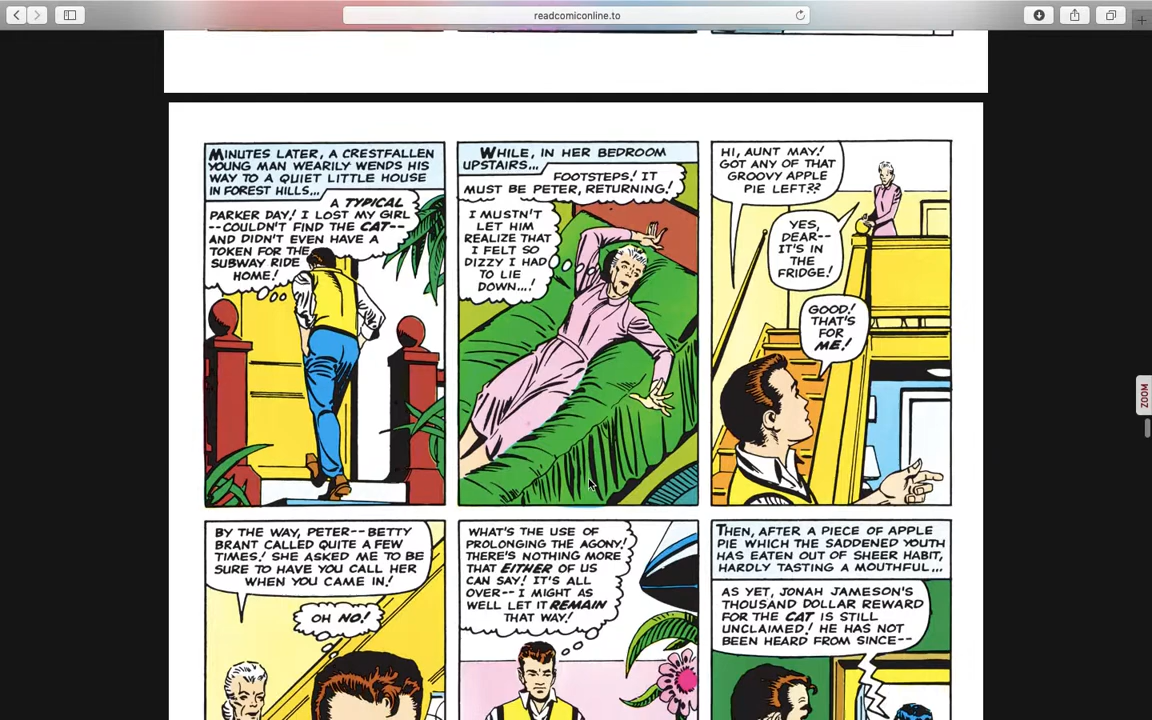 readcomiconline.to
MINUTES LATER, A CRESTFALLEN
YOUNG MAN WEARILY WENDS HIS
WAY TO A QUIET LITTLE HOUSE
IN FOREST HILLS...
A TYPICAL
PARKER DAY! I LOST MY GIRL
--COULDN'T FIND THE CAT--
AND DIDN'T EVEN HAVE A
TOKEN FOR THE
SUBWAY RIDE
HOME!
WHILE, IN HER BEDROOM
UPSTAIRS...
FOOTSTEPS! IT
MUST BE PETER, RETURNING!
I MUSTN'T
LET HIM
REALIZE THAT
I FELT SO
DIZZY I HAD
TO LIE
DOWN...!
HI, AUNT MAY!
GOT ANY OF THAT
GROOVY APPLE
PIE LEFT??
YES,
DEAR--
IT'S IN
THE
FRIDGE!
GOOD!
THAT'S
FOR
ME!
BY THE WAY, PETER--BETTY
BRANT CALLED QUITE A FEW
TIMES! SHE ASKED ME TO BE
SURE TO HAVE YOU CALL HER
WHEN YOU CAME IN!
OH NO!
WHAT'S THE USE OF
PROLONGING THE AGONY!
THERE'S NOTHING MORE
THAT EITHER OF US
CAN SAY! IT'S ALL
OVER-- I MIGHT AS
WELL LET IT REMAIN
THAT WAY!
THEN, AFTER A PIECE OF APPLE
PIE WHICH THE SADDENED YOUTH
HAS EATEN OUT OF SHEER HABIT,
HARDLY TASTING A MOUTHFUL...
AS YET, JONAH JAMESON'S
THOUSAND DOLLAR REWARD
FOR THE CAT IS STILL
UNCLAIMED! HE HAS NOT
BEEN HEARD FROM SINCE--
ZOOM